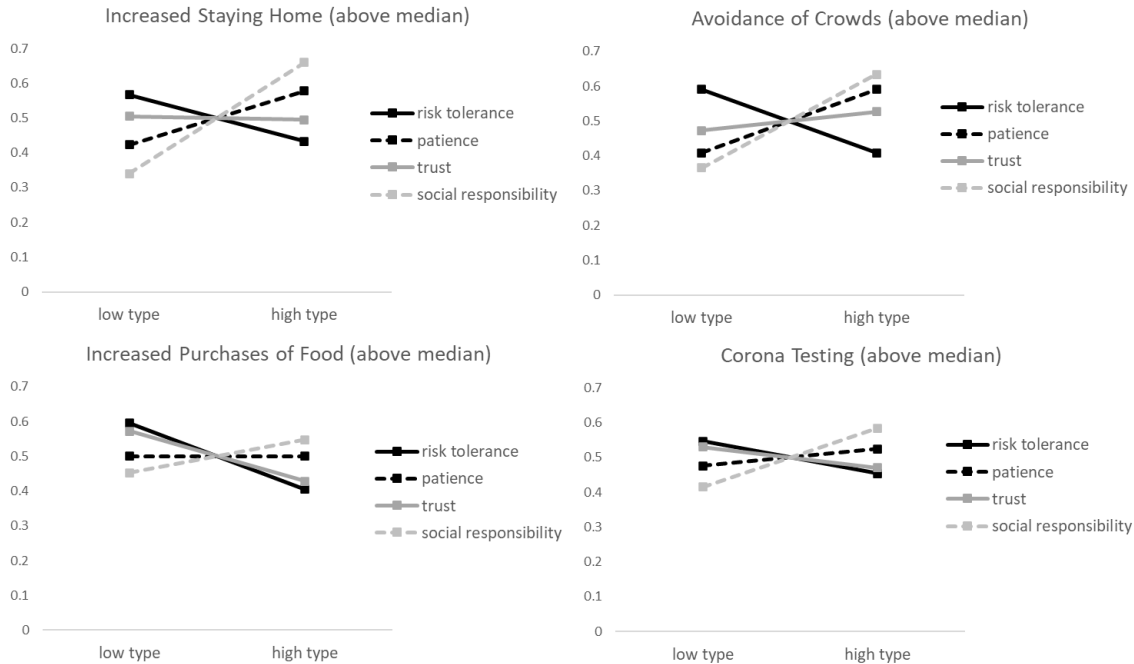 Increased Staying Home (above median)
0.7
0.6
0.5
0.4
0.3
0.2
0.1
0
low type
high type
risk tolerance
patience
trust
social responsibility
Avoidance of Crowds (above median)
0.7
0.6
0.5
0.4
0.3
0.2
0.1
0
low type
high type
risk tolerance
patience
trust
social responsibility
Increased Purchases of Food (above median)
0.7
0.6
0.5
0.4
0.3
0.2
0.1
0
low type
high type
risk tolerance
patience
trust
social responsibility
Corona Testing (above median)
0.7
0.6
0.5
0.4
0.3
0.2
0.1
0
low type
high type
risk tolerance
patience
trust
social responsibility